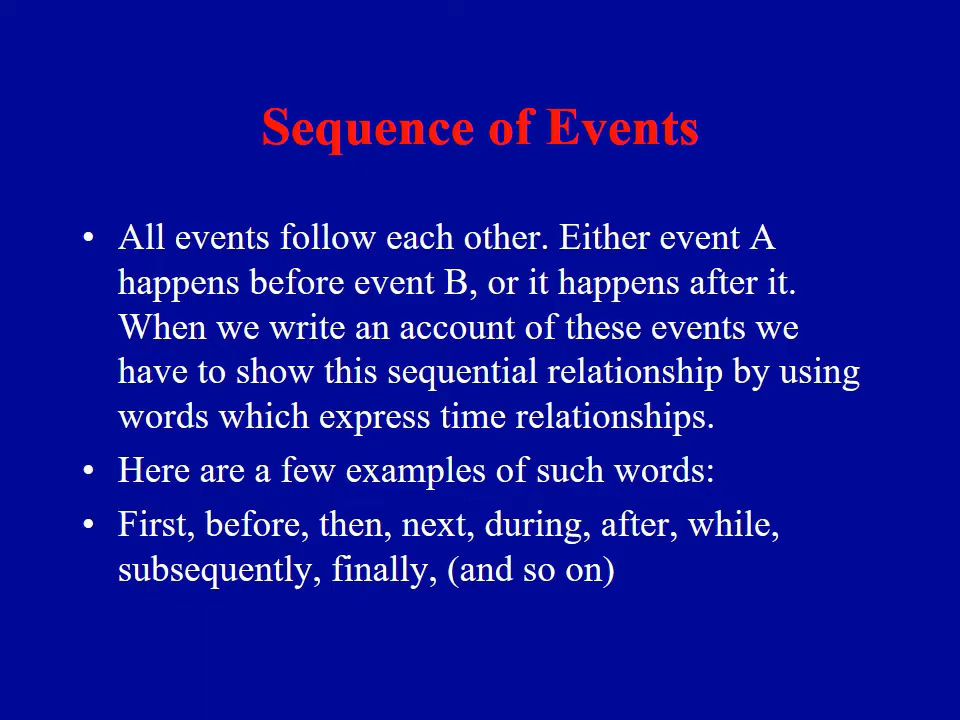 Sequence of Events
• All events follow each other. Either event A
happens before event B, or it happens after it.
When we write an account of these events we
have to show this sequential relationship by using
words which express time relationships.
• Here are a few examples of such words:
• First, before, then, next, during, after, while,
subsequently, finally, (and so on)